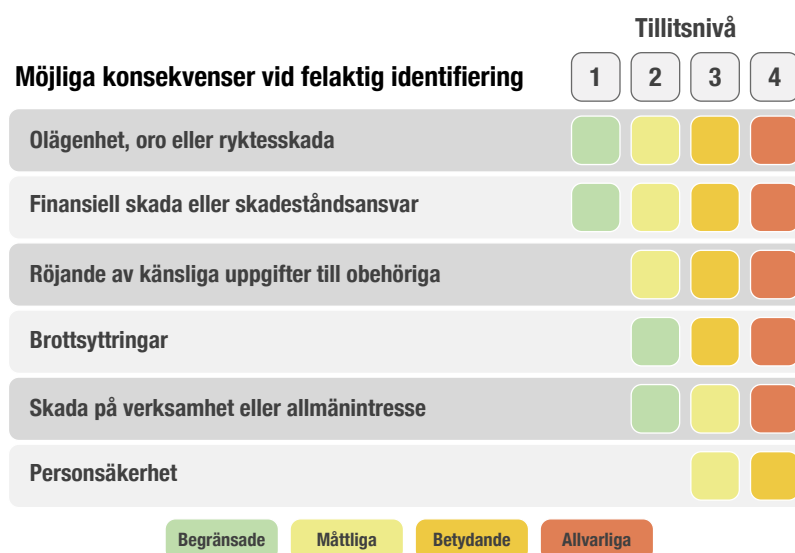 Tillitsnivå
Möjliga konsekvenser vid felaktig identifiering 1 2 3 4
Olägenhet, oro eller ryktesskada
Finansiell skada eller skadeståndsansvar
Röjande av känsliga uppgifter till obehöriga
Brottsyttringar
Skada på verksamhet eller allmänintresse
Personsäkerhet
Begränsade Måttliga Betydande Allvarliga